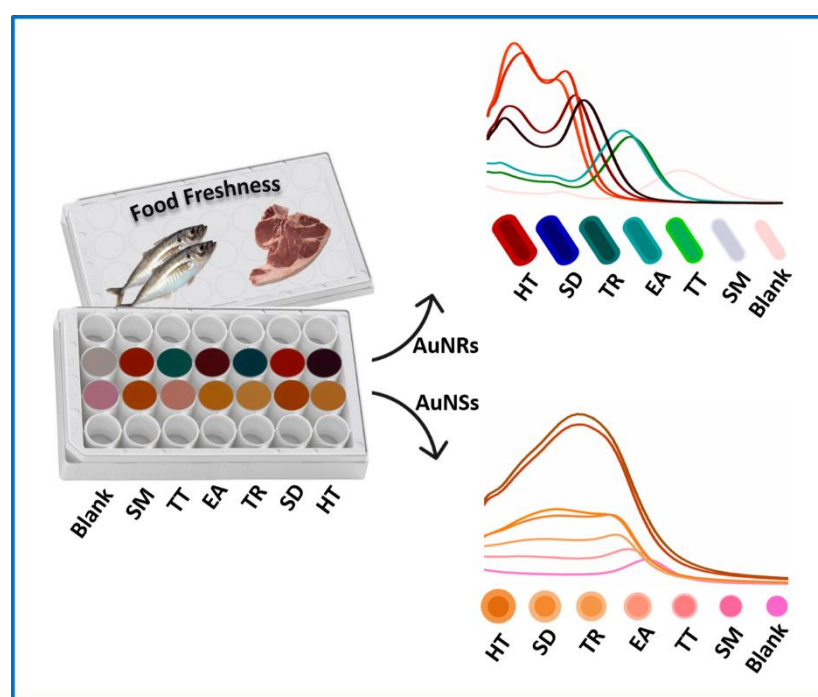 Food Freshness
HT
SD
TR
EA
TT
SM
Blank
AuNRs
AuNSs
Blank
SM
TT
EA
TR
SD
HT
HT
SD
TR
EA
TT
SM
Blank